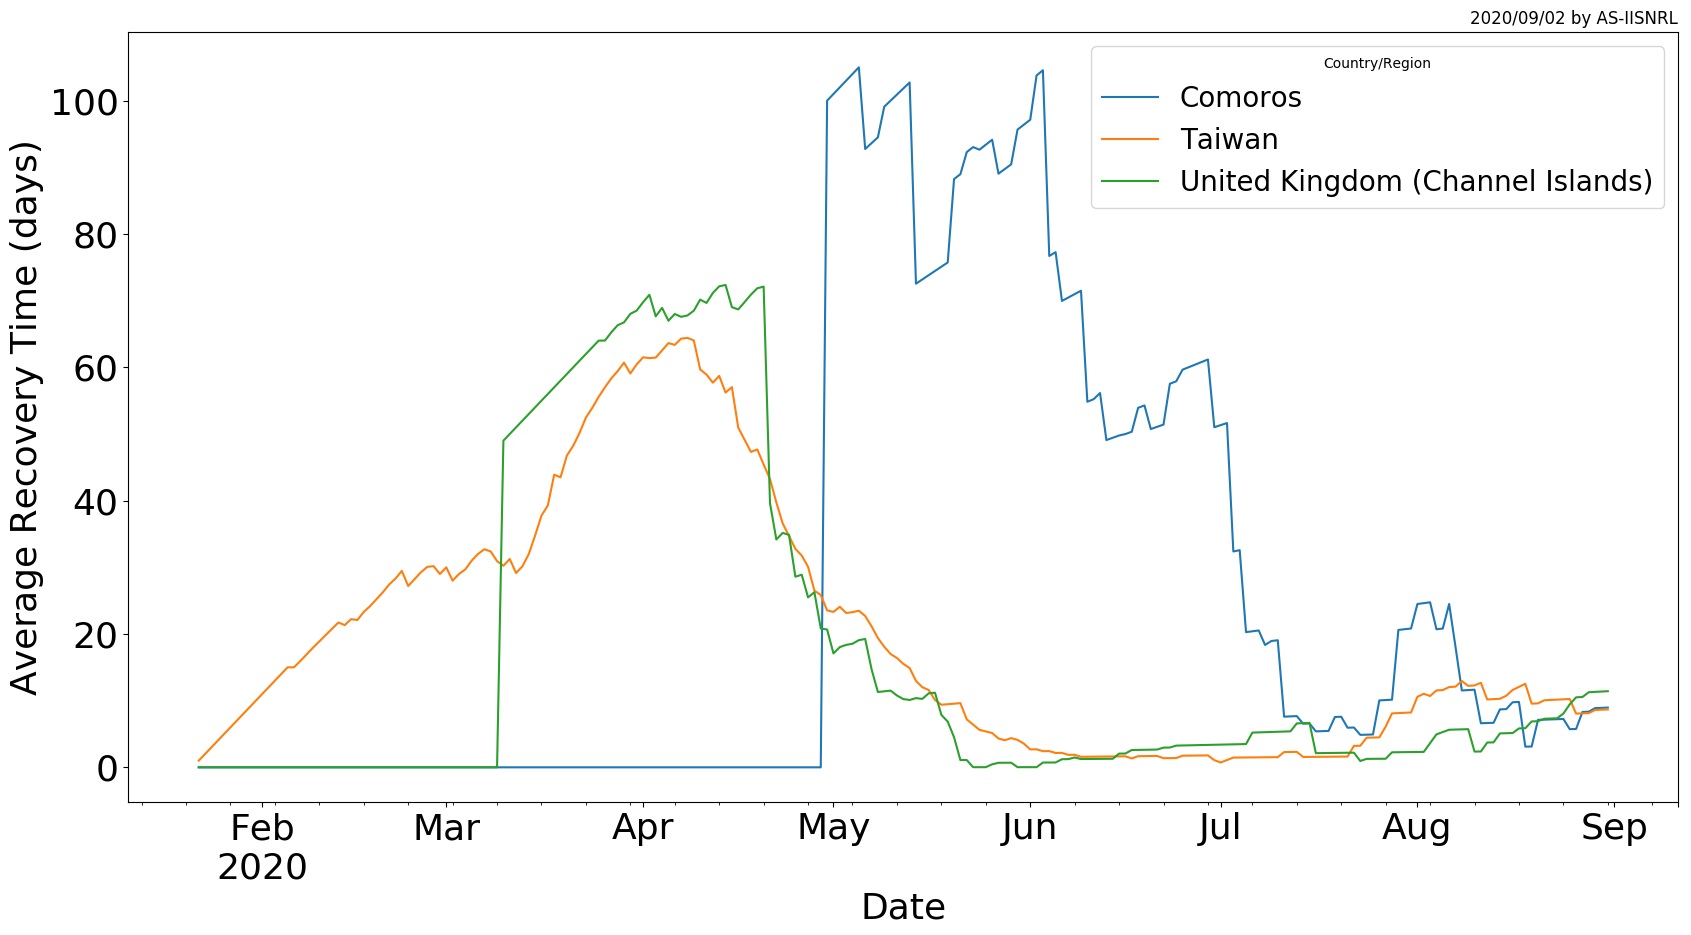 2020/09/02 by AS-IISNRL
Country/Region
Comoros
Taiwan
United Kingdom (Channel Islands)
Average Recovery Time (days)
100
80
60
40
20
0
Feb Mar Apr May Jun Jul Aug Sep
2020
Date